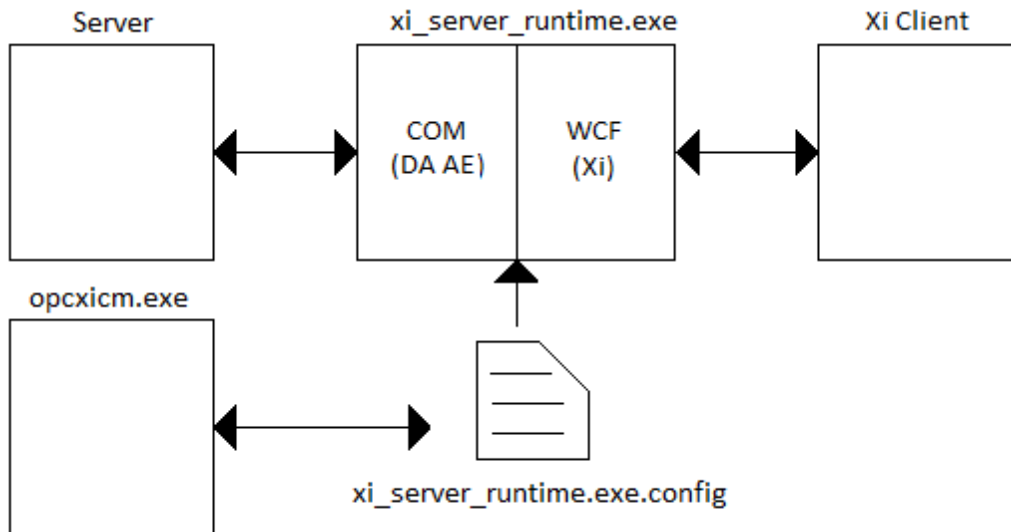 Server
xi_server_runtime.exe
Xi Client
COM
(DA AE)
WCF
(Xi)
opcxicm.exe
xi_server_runtime.exe.config